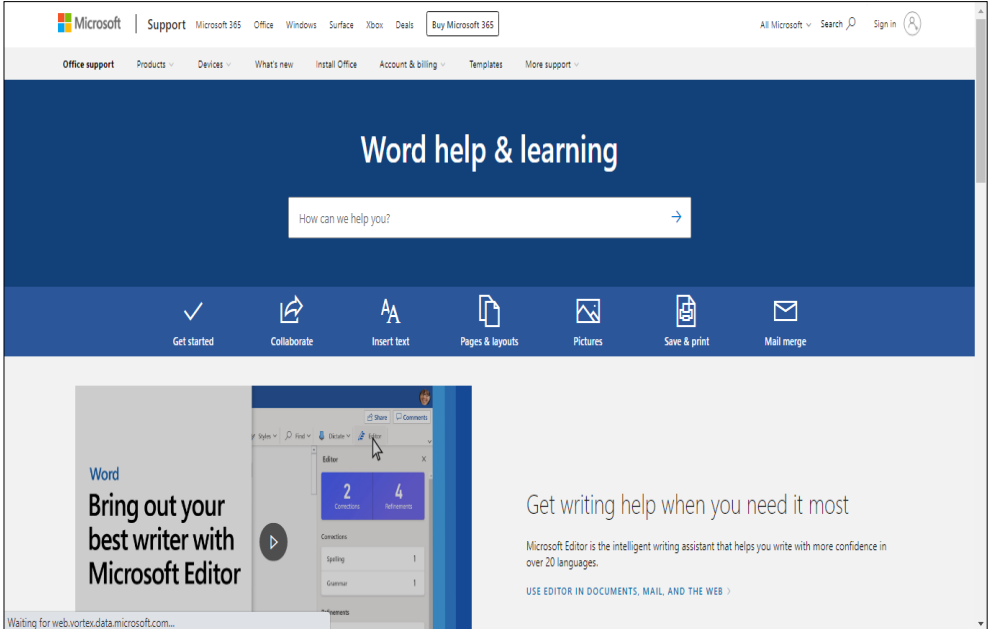 Microsoft Support Microsoft 365 Office Windows Surface Xbox Deals Buy Microsoft 365 All Microsoft Search Sign in
Office support Products Devices What's new Install Office Account & billing Templates More support
Word help & learning
How can we help you?
Get started Collaborate Insert text Pages & layouts Pictures Save & print Mail merge
Share Comments
Styles Find Dictate Editor
Editor
2 4
Corrections Refinements
Corrections
Spelling 1
Grammar 1
Refinements
Word
Bring out your
best writer with
Microsoft Editor
Get writing help when you need it most
Microsoft Editor is the intelligent writing assistant that helps you write with more confidence in
over 20 languages.
USE EDITOR IN DOCUMENTS, MAIL, AND THE WEB
Waiting for web.vortex.data.microsoft.com...